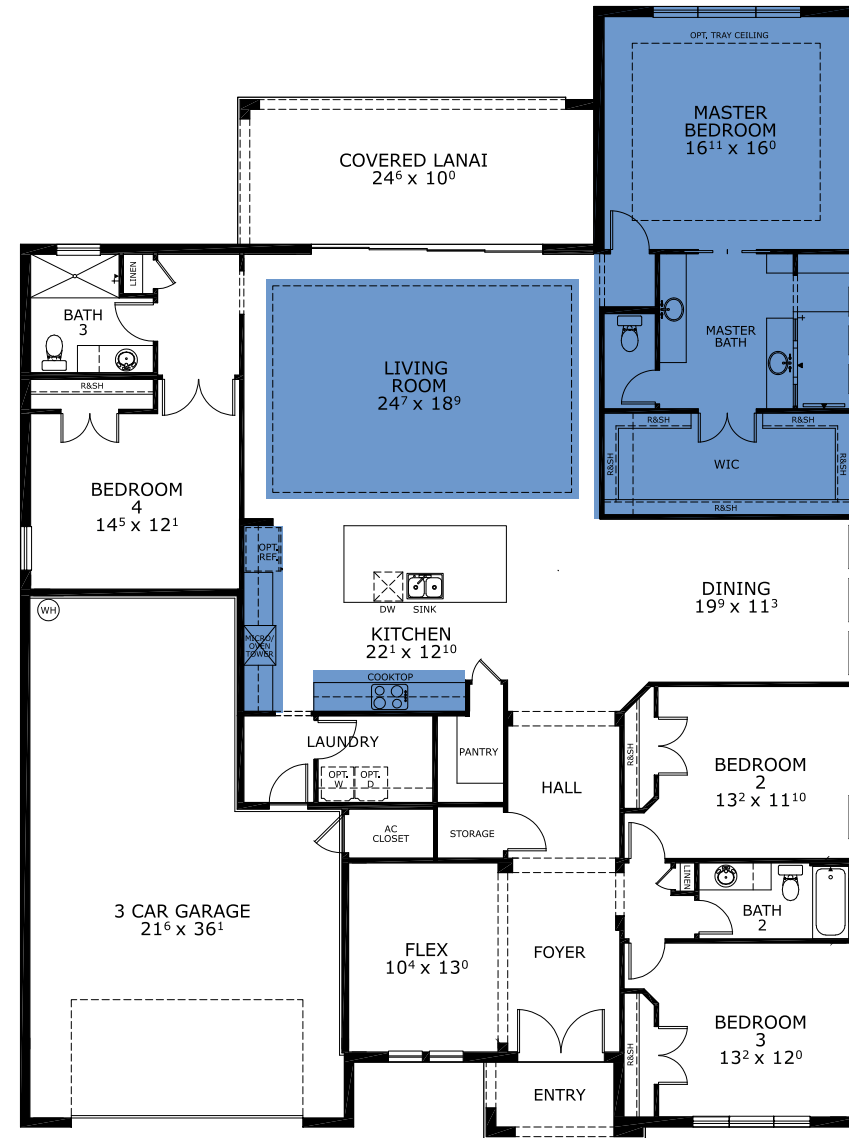 OPT. TRAY CEILING
MASTER
BEDROOM
16¹¹ x 16⁰
COVERED LANAI
24⁶ x 10⁰
LINEN
BATH
3
MASTER
BATH
R&SH
LIVING
ROOM
24⁷ x 18⁹
R&SH
R&SH
R&SH
R&SH
WIC
R&SH
BEDROOM
4
14⁵ x 12¹
OPT.
REF.
DW
SINK
DINING
19⁹ x 11³
WH
MICRO/
OVEN
TOWER
KITCHEN
22¹ x 12¹⁰
COOKTOP
LAUNDRY
PANTRY
R&SH
OPT.
W
OPT.
D
HALL
BEDROOM
2
13² x 11¹⁰
AC
CLOSET
STORAGE
LINEN
3 CAR GARAGE
21⁶ x 36¹
BATH
2
FLEX
10⁴ x 13⁰
FOYER
R&SH
BEDROOM
3
13² x 12⁰
ENTRY